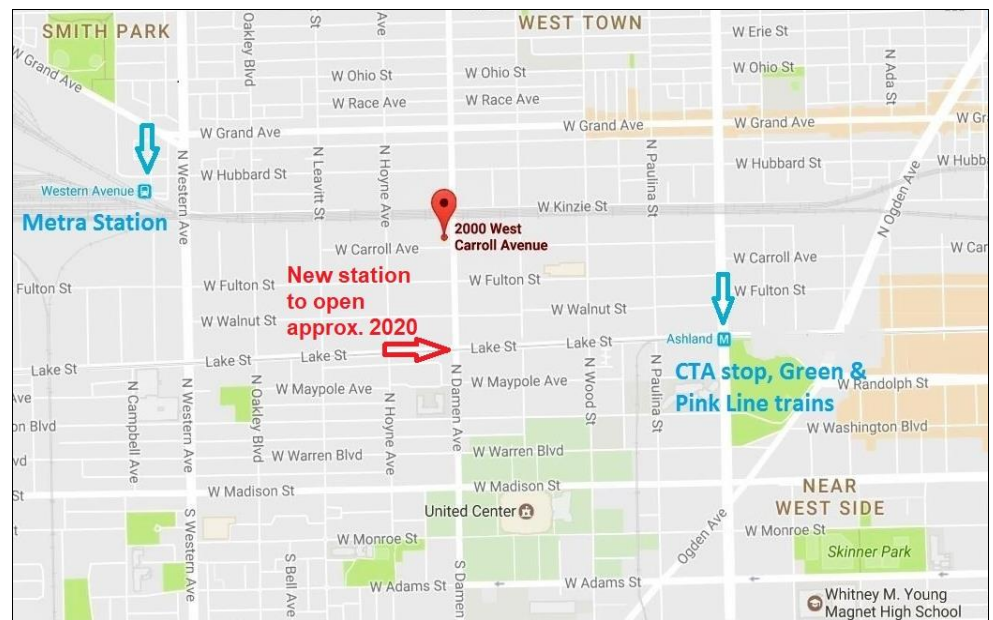 SMITH PARK
Oakley Blvd
St
Ave
WEST TOWN
W Erie St
W Grand Ave
W Ohio St
W Ohio St
W Ohio St
N Ada St
W Race Ave
W Race Ave
W Grand Ave
W Grand Ave
W Grand Ave
W Gr
N Western Ave
N Leavitt St
N Hoyne Ave
N Paulina St
W Hubbard St
W Hubbard St
W Hubb
Western Avenue
Metra Station
W Kinzie St
N Ogden Ave
2000 West
Carroll Avenue
W Carroll Ave
W Carroll Ave
W Car
New station
to open
approx. 2020
Fulton St
W Fulton St
W Fulton St
W Fulton St
W Walnut St
W Walnut St
Ashland
M
Lake St
Lake St
Lake St
Lake St
Lake St
CTA stop, Green &
Pink Line trains
Ave
N Campbell Ave
N Western Ave
N Oakley Blvd
W Maypole Ave
N Hoyne Ave
N Damen Ave
W Maypole Ave
N Wood St
N Paulina St
W Randolph St
on Blvd
W Washington Blvd
vd
W Warren Blvd
W Warren Blvd
St
W Madison St
W Madison St
NEAR
WEST SIDE
United Center
t
S Western Ave
W Monroe St
Ogden Ave
W Monroe St
Skinner Park
S Bell Ave
W Adams St
S Damen
W Adams St
W Adams St
Whitney M. Young
Magnet High School